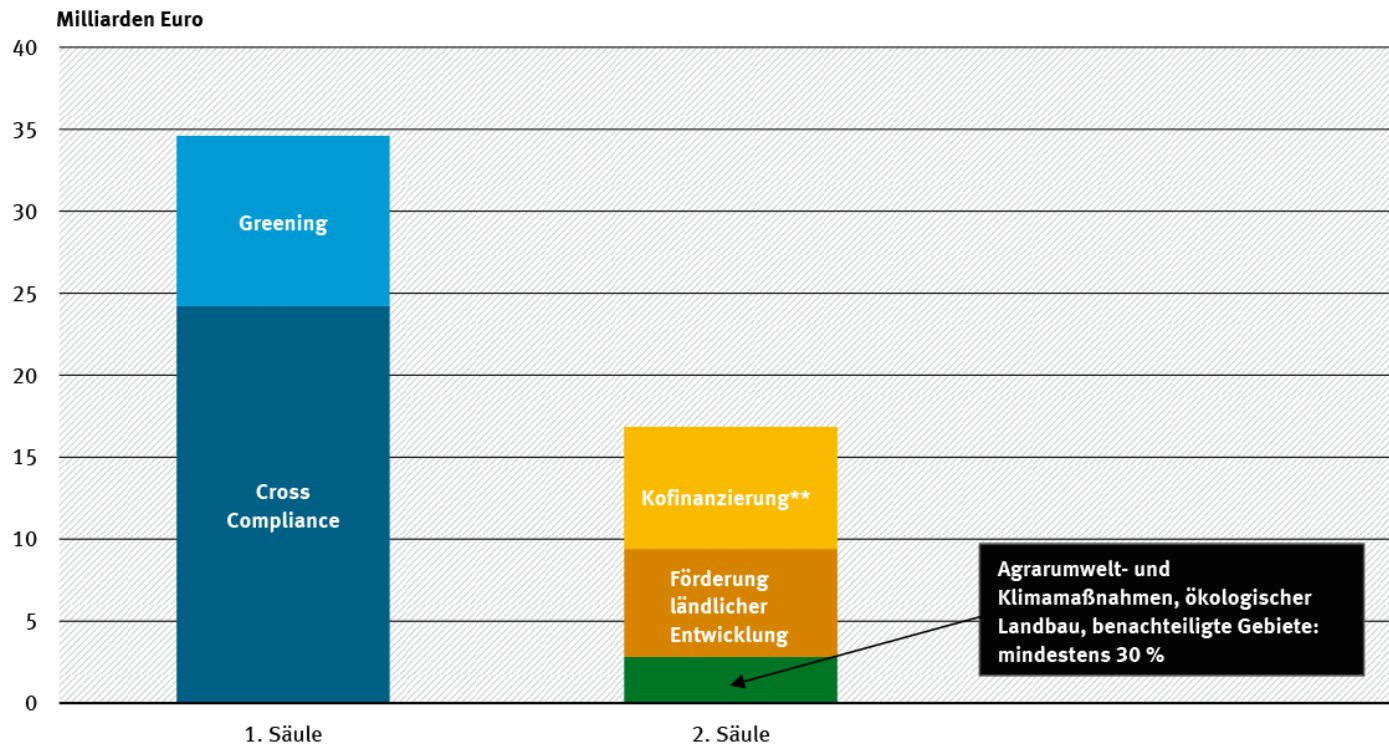 Milliarden Euro
40
35
30
25
20
15
10
5
0
Greening
Cross
Compliance
Kofinanzierung**
Förderung
ländlicher
Entwicklung
Agrarumwelt- und
Klimamaßnahmen, ökologischer
Landbau, benachteiligte Gebiete:
mindestens 30 %
1. Säule
2. Säule